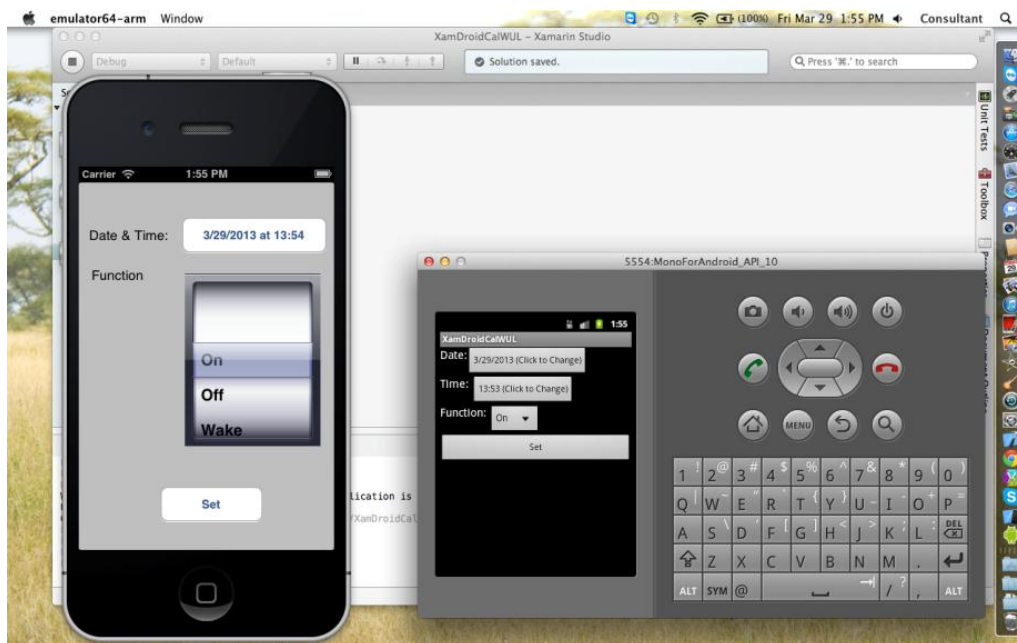 emulator64-arm Window
(100%) Fri Mar 29 1:55 PM Consultant
XamDroidCalWUL – Xamarin Studio
Debug Default Solution saved. Press '⌘.' to search
Unit Tests
Toolbox
Carrier 1:55 PM
Date & Time: 3/29/2013 at 13:54
Function
On
Off
Wake
Set
lication is
/XamDroidCal
5554:MonoForAndroid_API_10
1:55
XamDroidCalWUL
Date: 3/29/2013 (Click to Change)
Time: 13:53 (Click to Change)
Function: On
Set
MENU
1 ! 2 @ 3 # 4 $ 5 % 6 ^ 7 & 8 * 9 ( 0 )
Q | W ~ E " R ` T { Y } U - I - O + P =
A S \ D ' F [ G ] H < J > K ; L : DEL
Z X C V B N M .
ALT SYM @ / ? , ALT